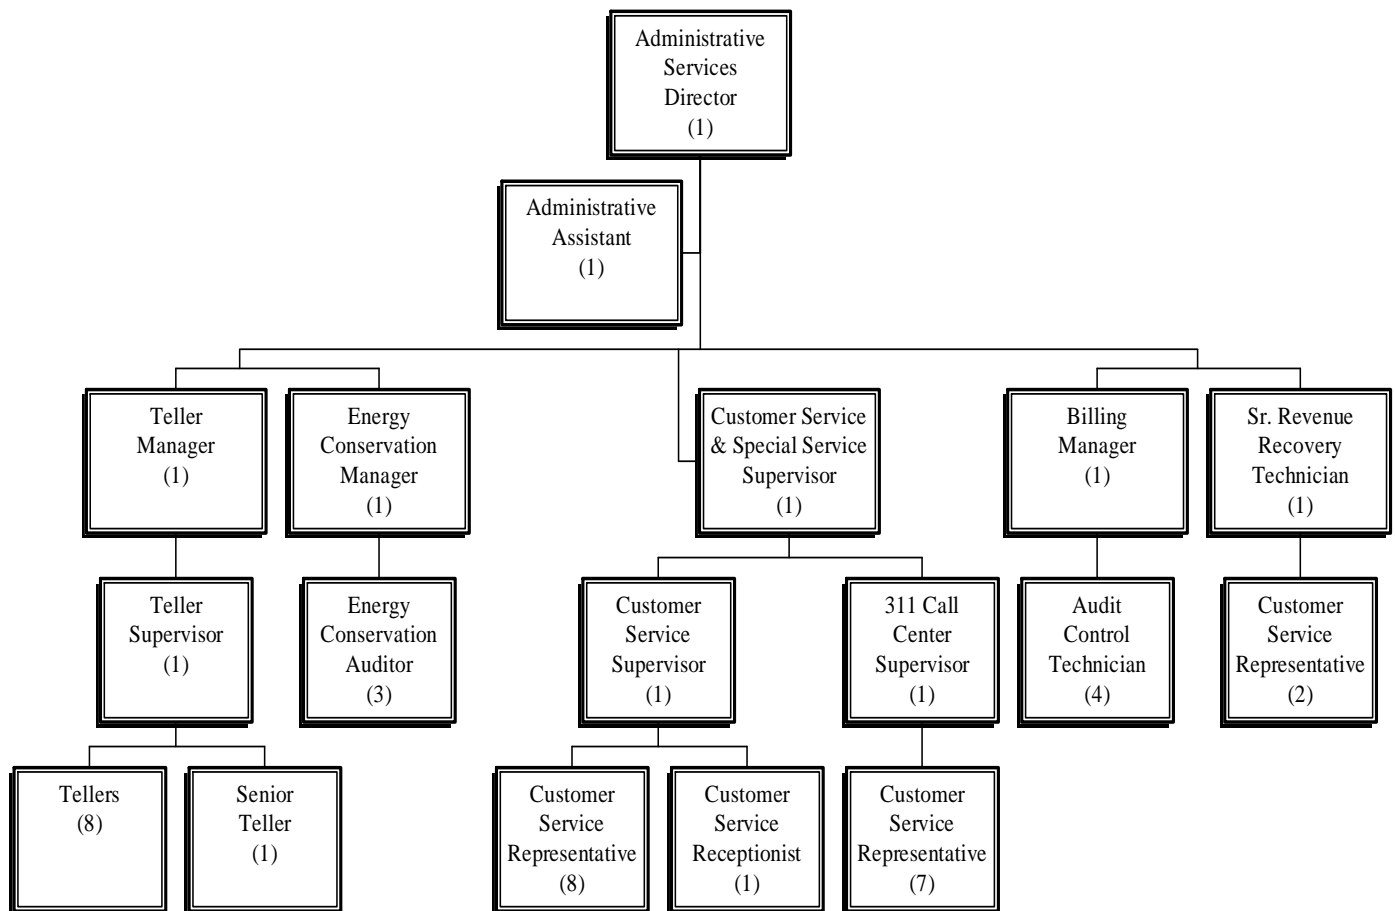 Administrative
Services
Director
(1)
Administrative
Assistant
(1)
Teller
Manager
(1)
Energy
Conservation
Manager
(1)
Customer Service
& Special Service
Supervisor
(1)
Billing
Manager
(1)
Sr. Revenue
Recovery
Technician
(1)
Teller
Supervisor
(1)
Energy
Conservation
Auditor
(3)
Customer
Service
Supervisor
(1)
311 Call
Center
Supervisor
(1)
Audit
Control
Technician
(4)
Customer
Service
Representative
(2)
Tellers
(8)
Senior
Teller
(1)
Customer
Service
Representative
(8)
Customer
Service
Receptionist
(1)
Customer
Service
Representative
(7)